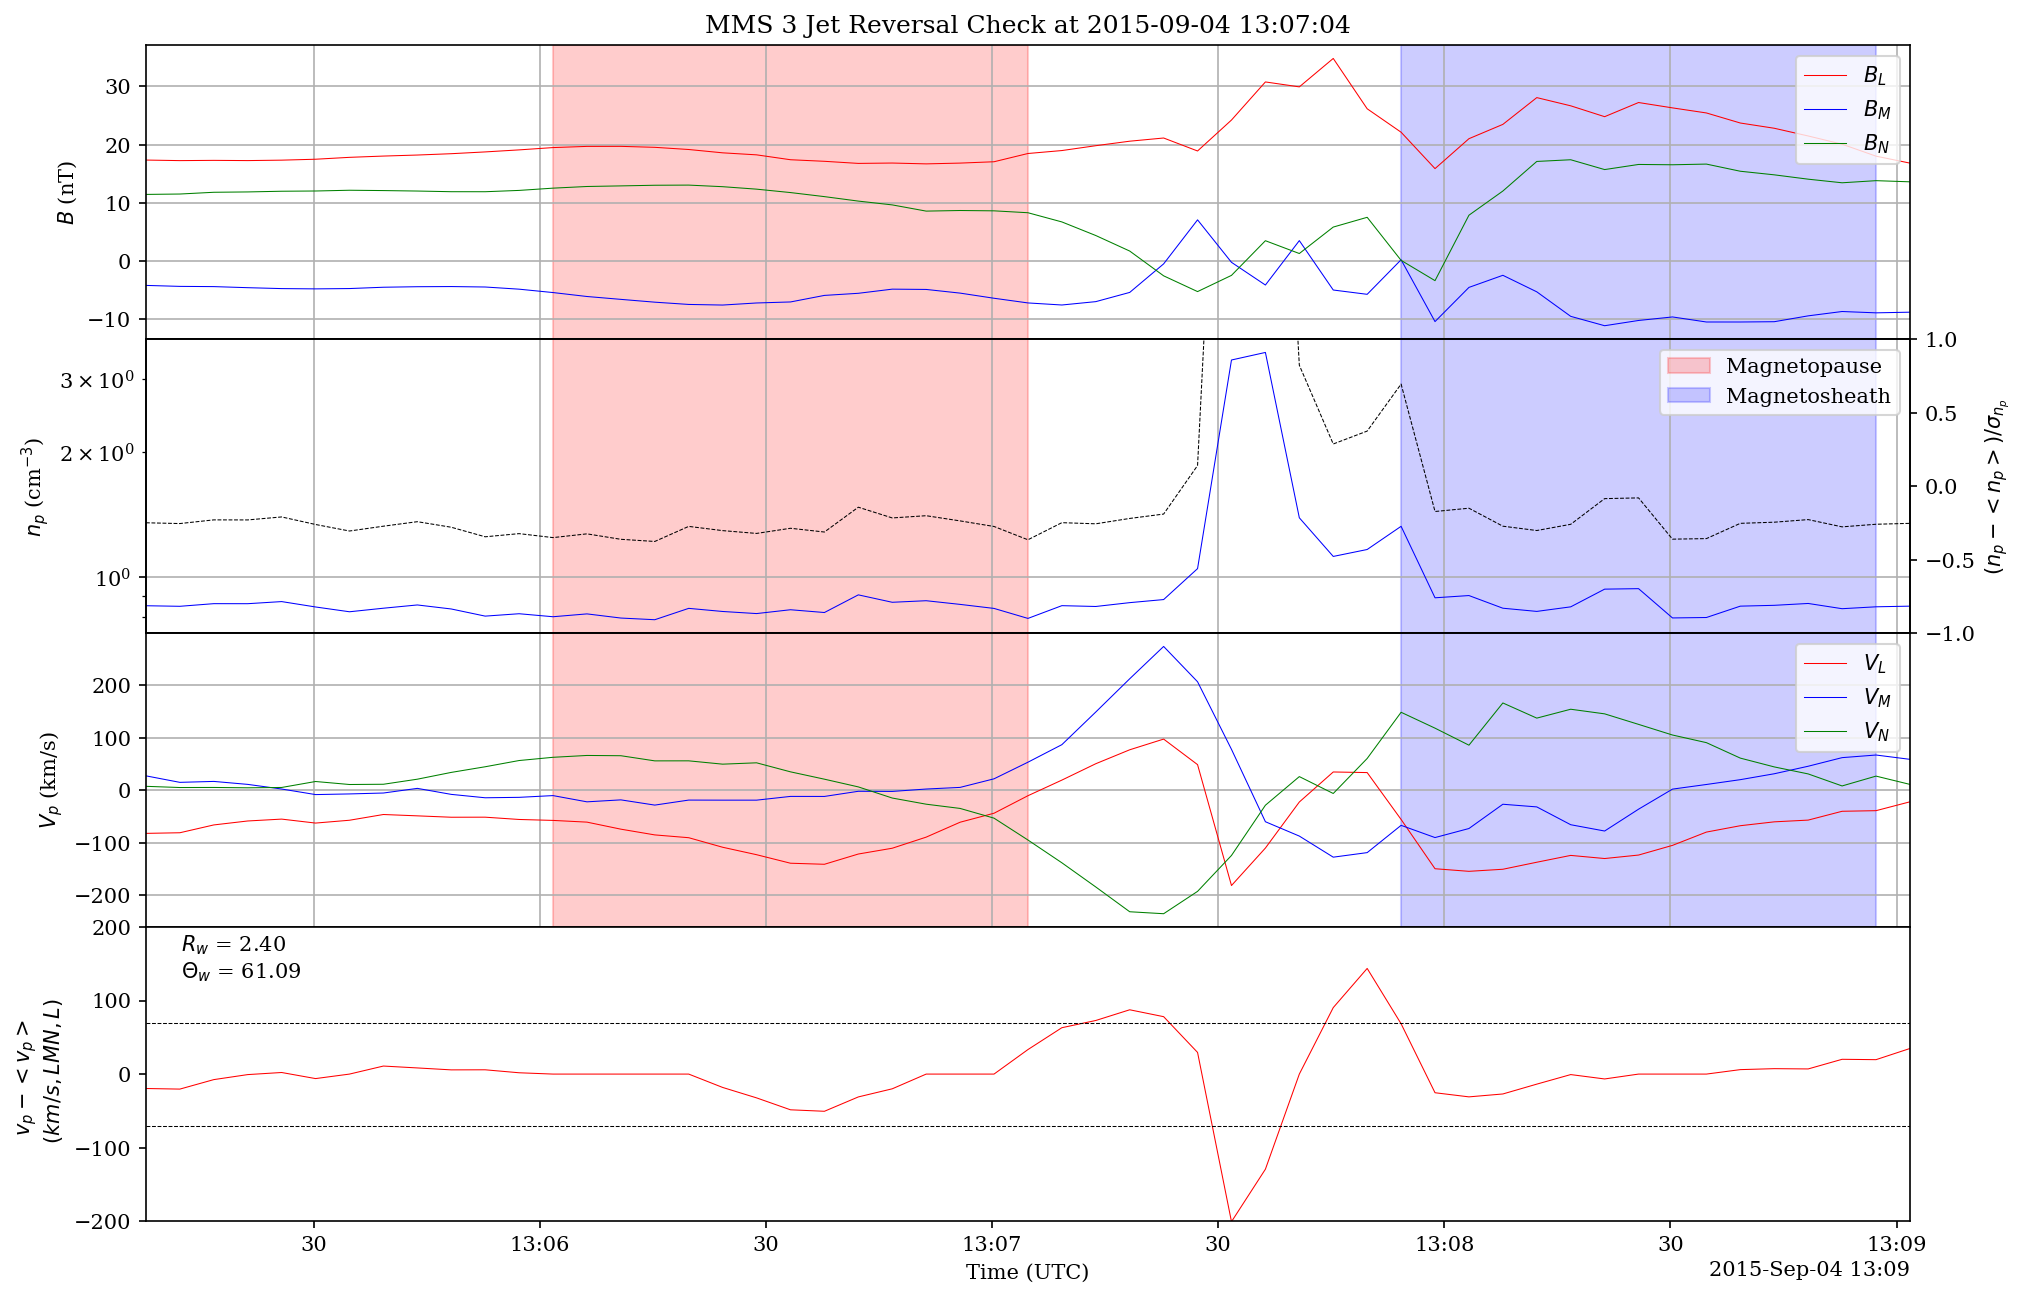 MMS 3 Jet Reversal Check at 2015-09-04 13:07:04
30
20
10
0
−10
B (nT)
B_L
B_M
B_N
3 × 10^0
2 × 10^0
10^0
n_p (cm^−3)
1.0
0.5
0.0
−0.5
−1.0
(n_p − < n_p >)/σ_{n_p}
Magnetopause
Magnetosheath
200
100
0
−100
−200
V_p (km/s)
V_L
V_M
V_N
200
100
0
−100
−200
v_p − < v_p >
(km/s, LMN, L)
R_w = 2.40
Θ_w = 61.09
30 13:06 30 13:07 30 13:08 30 13:09
Time (UTC)
2015-Sep-04 13:09